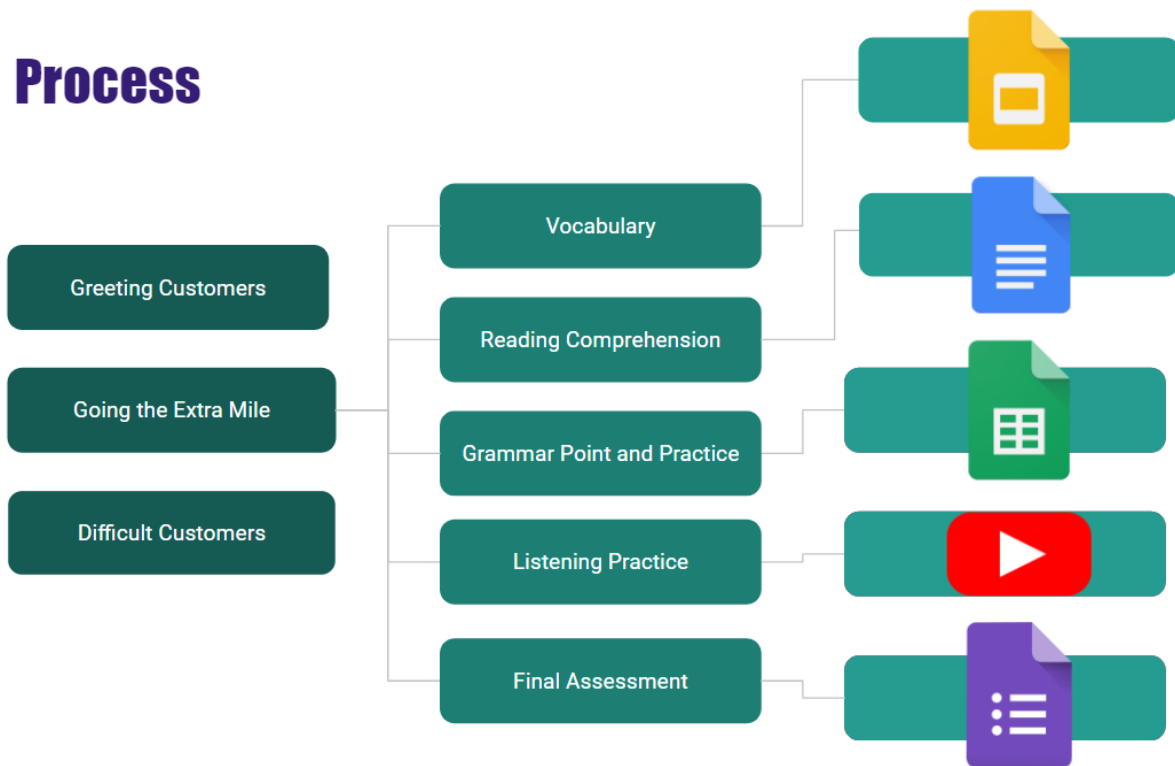 Process
Greeting Customers
Going the Extra Mile
Difficult Customers
Vocabulary
Reading Comprehension
Grammar Point and Practice
Listening Practice
Final Assessment